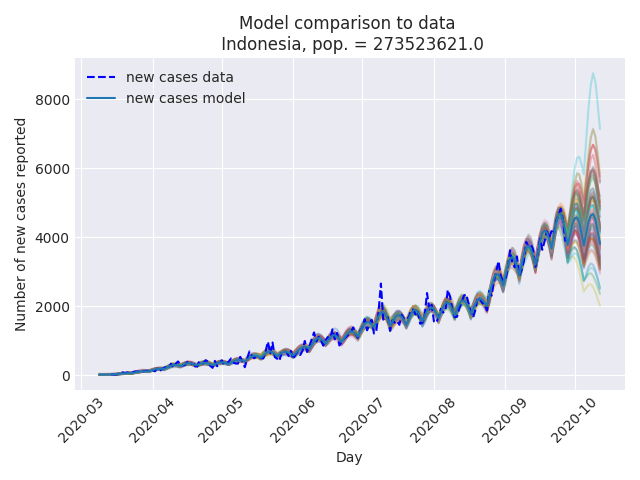 Model comparison to data
Indonesia, pop. = 273523621.0
new cases data
new cases model
Number of new cases reported
8000
6000
4000
2000
0
2020-03
2020-04
2020-05
2020-06
2020-07
2020-08
2020-09
2020-10
Day